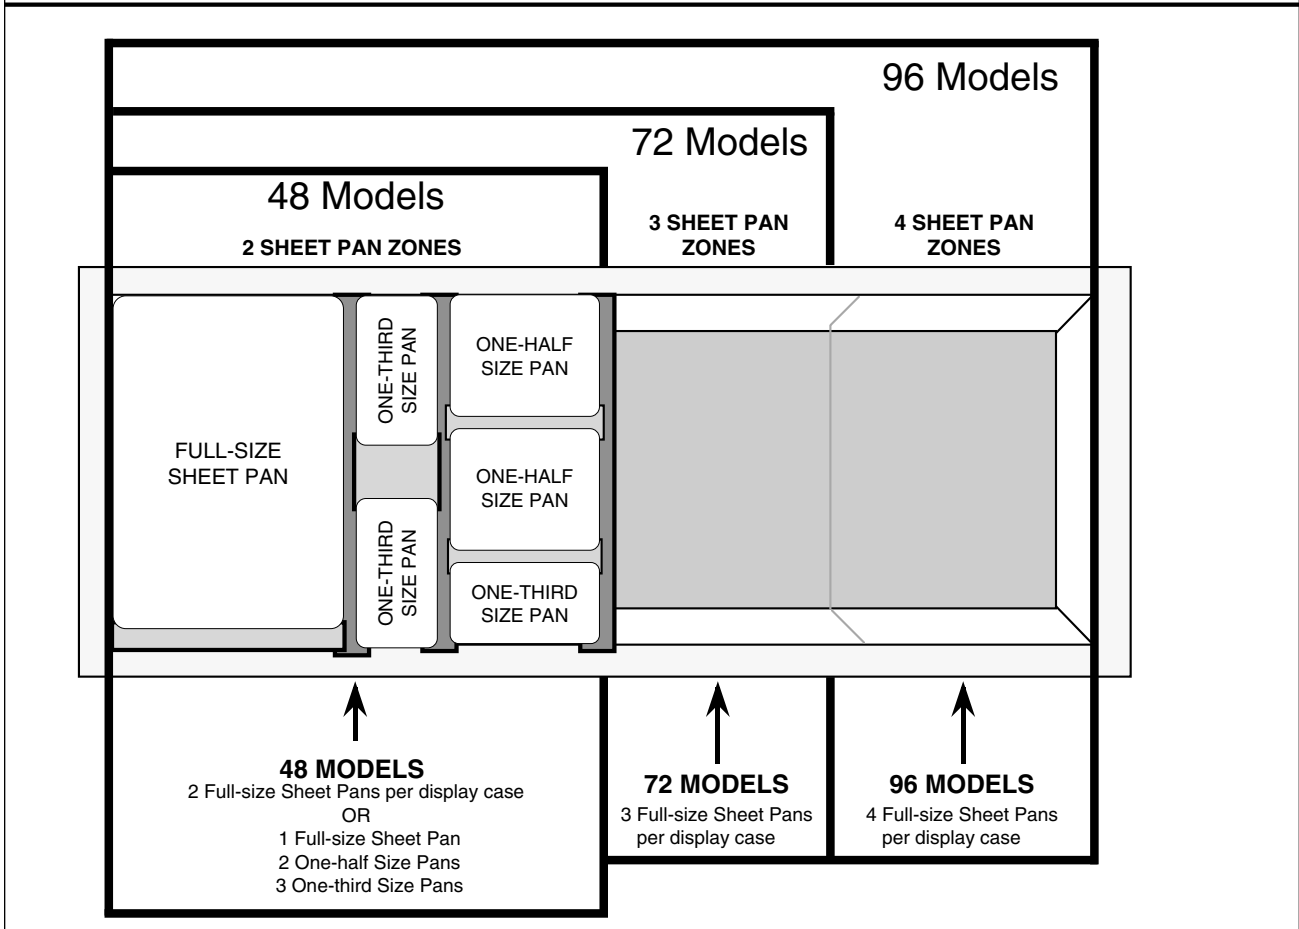 96 Models
72 Models
48 Models
2 SHEET PAN ZONES
3 SHEET PAN
ZONES
4 SHEET PAN
ZONES
FULL-SIZE
SHEET PAN
ONE-THIRD
SIZE PAN
ONE-THIRD
SIZE PAN
ONE-HALF
SIZE PAN
ONE-HALF
SIZE PAN
ONE-THIRD
SIZE PAN
48 MODELS
2 Full-size Sheet Pans per display case
OR
1 Full-size Sheet Pan
2 One-half Size Pans
3 One-third Size Pans
72 MODELS
3 Full-size Sheet Pans
per display case
96 MODELS
4 Full-size Sheet Pans
per display case